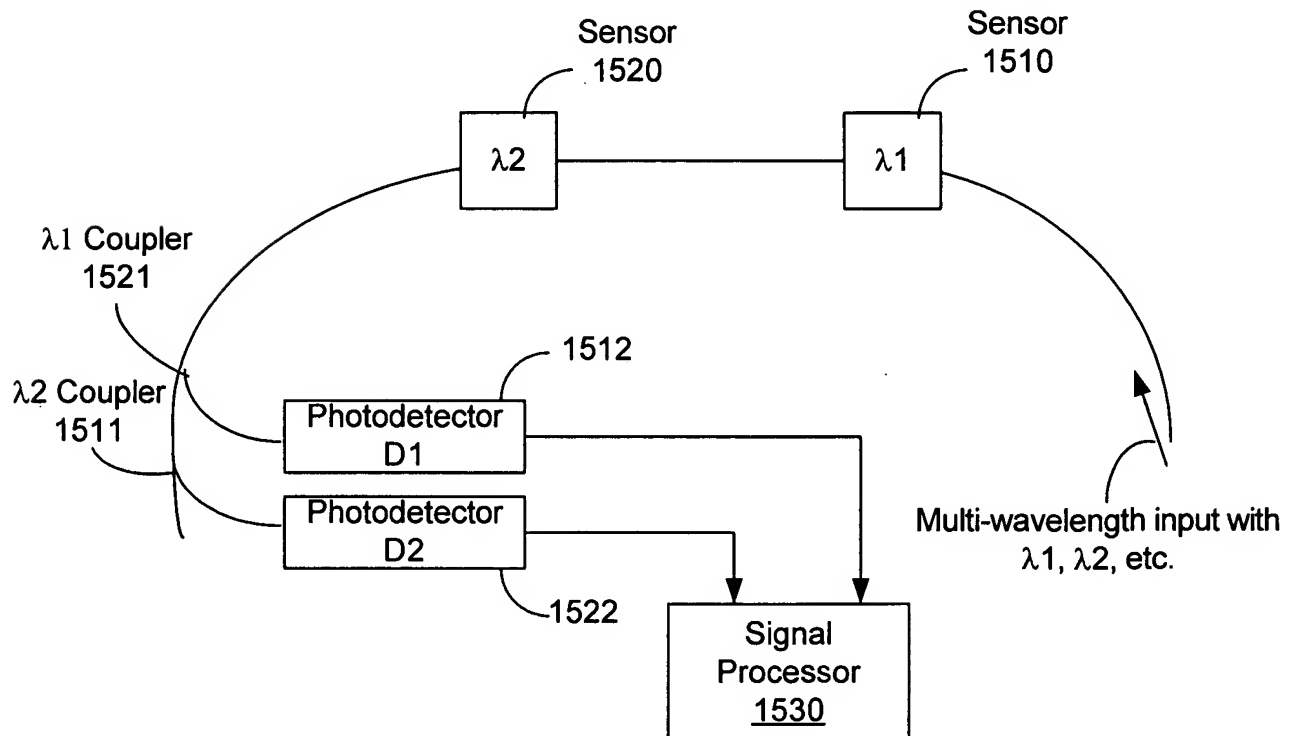 Sensor
1520
Sensor
1510
λ2
λ1
λ1 Coupler
1521
1512
λ2 Coupler
1511
Photodetector
D1
Photodetector
D2
1522
Multi-wavelength input with
λ1, λ2, etc.
Signal
Processor
1530